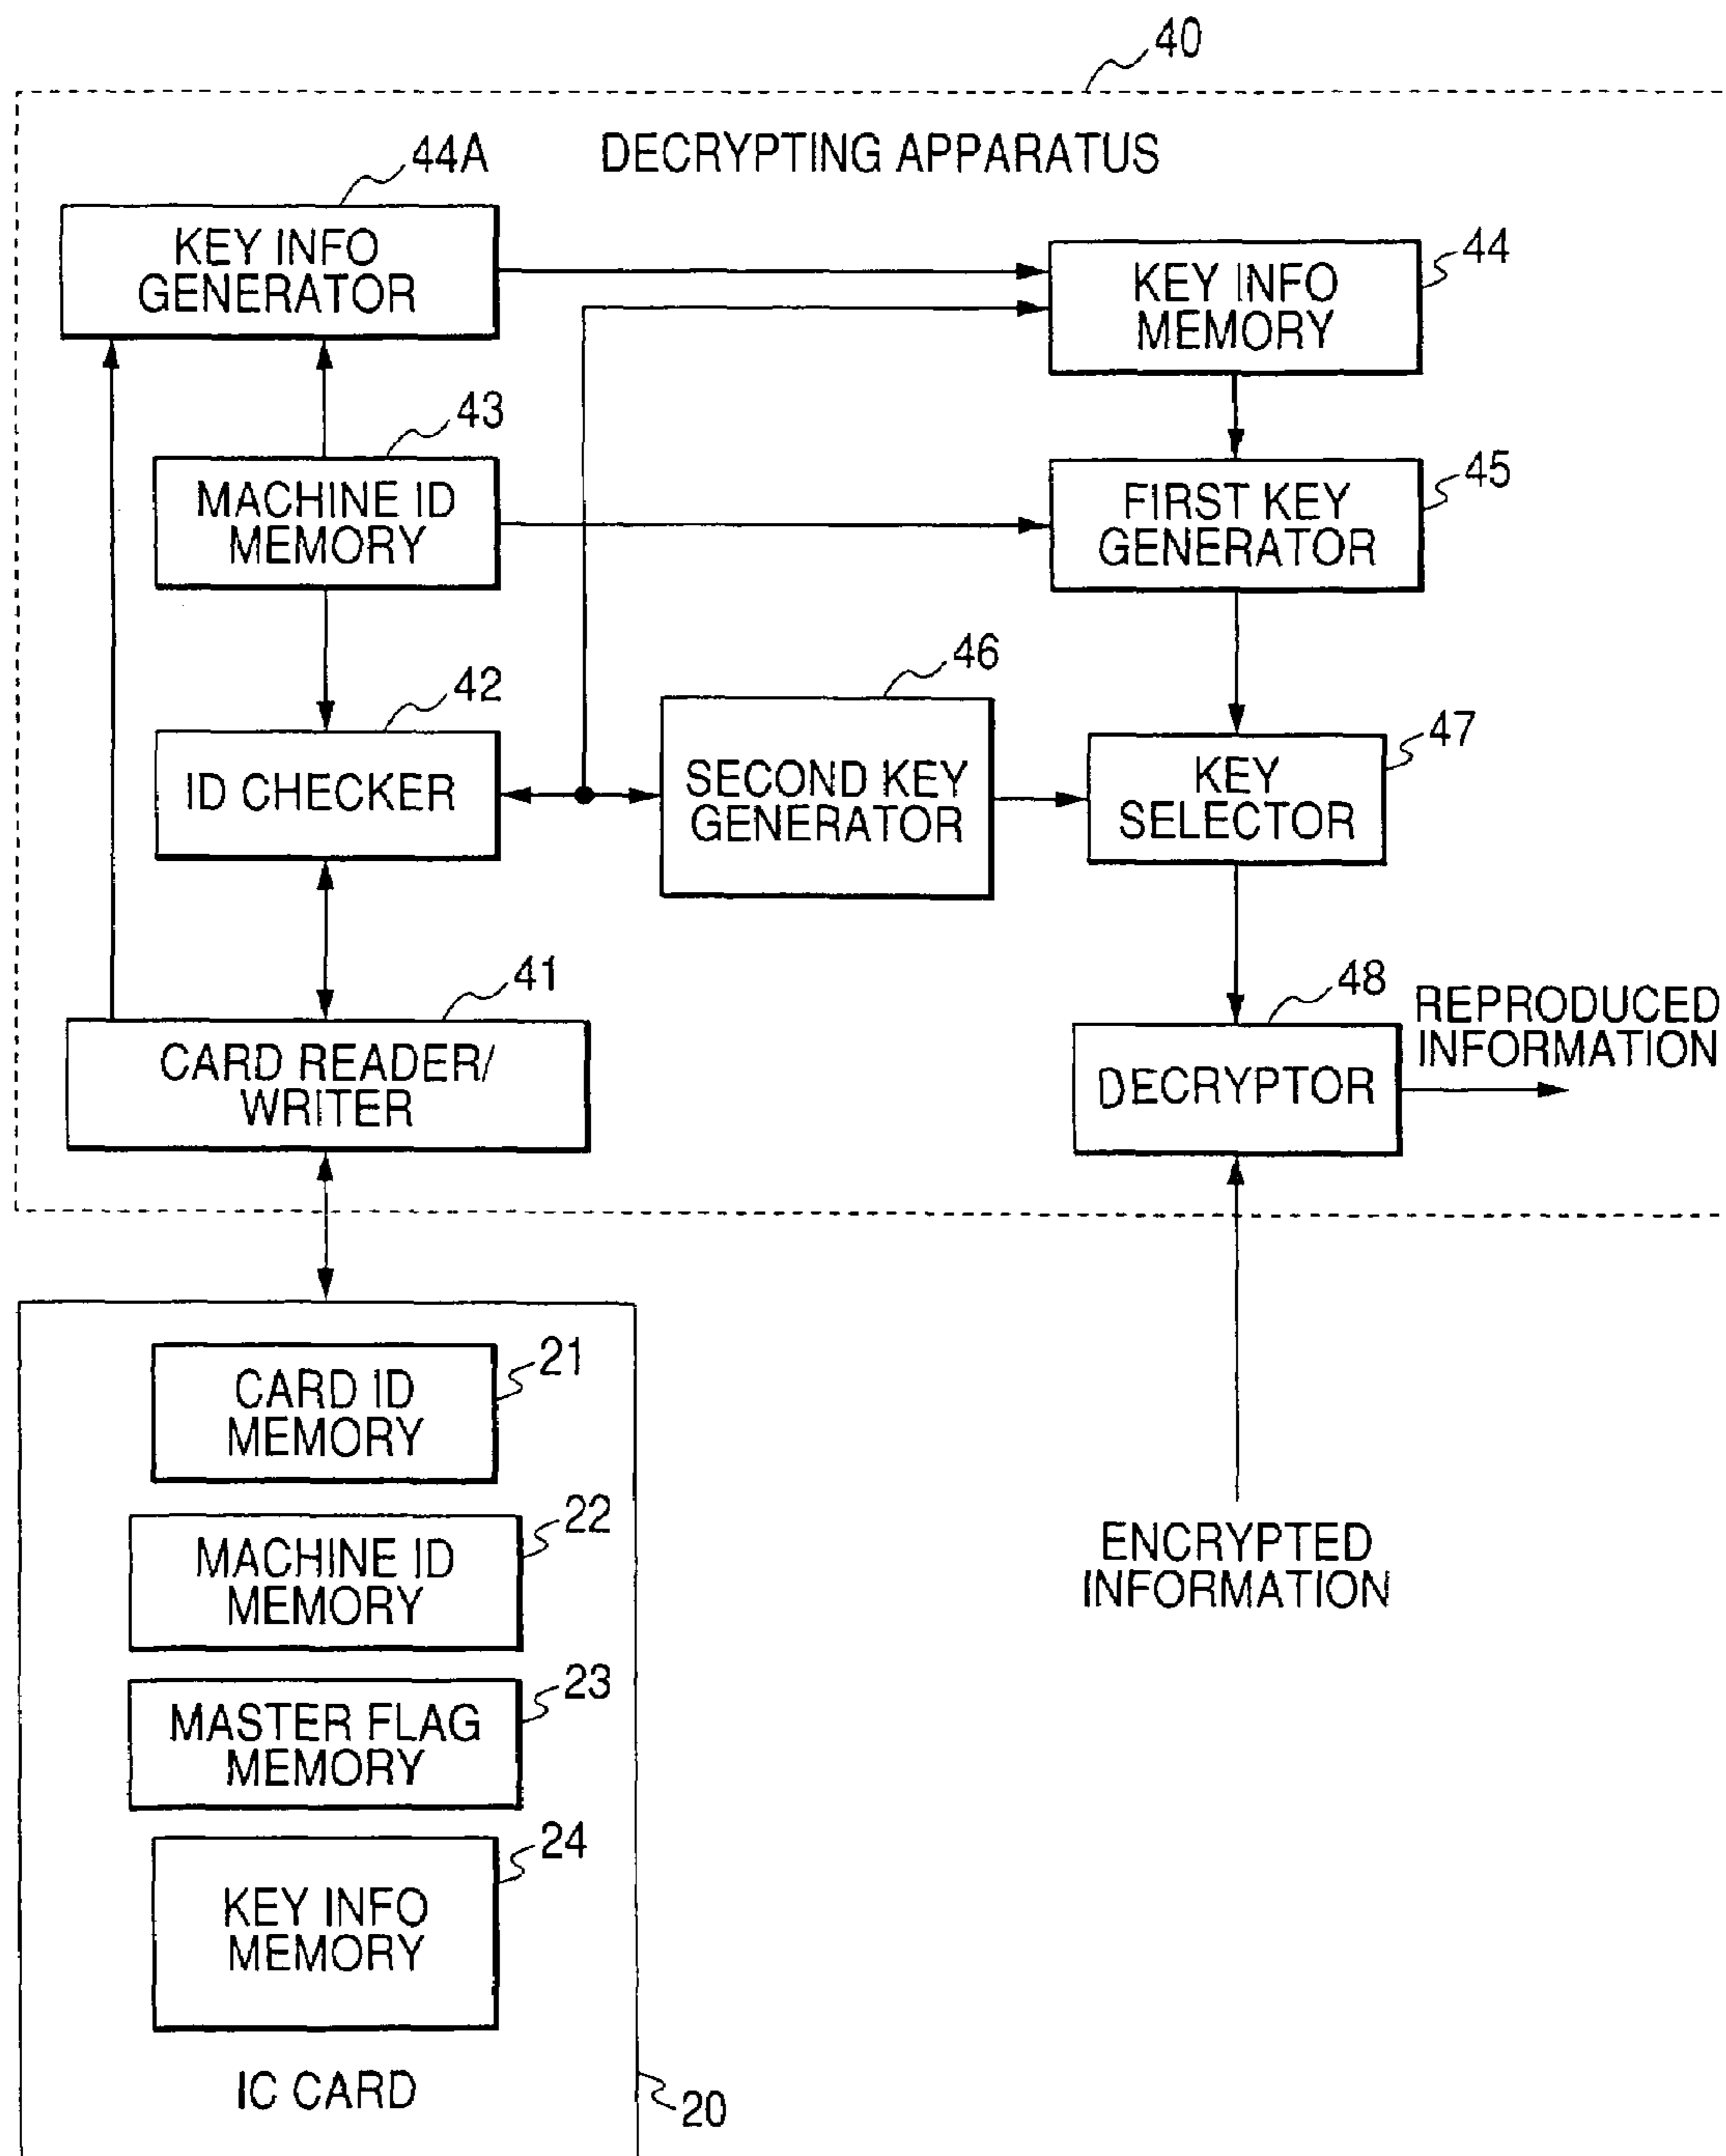 40
DECRYPTING APPARATUS
44A
KEY INFO
GENERATOR
44
KEY INFO
MEMORY
43
MACHINE ID
MEMORY
45
FIRST KEY
GENERATOR
42
ID CHECKER
46
SECOND KEY
GENERATOR
47
KEY
SELECTOR
41
CARD READER/
WRITER
48
DECRYPTOR
REPRODUCED
INFORMATION
21
CARD ID
MEMORY
22
MACHINE ID
MEMORY
ENCRYPTED
INFORMATION
23
MASTER FLAG
MEMORY
24
KEY INFO
MEMORY
IC CARD
20